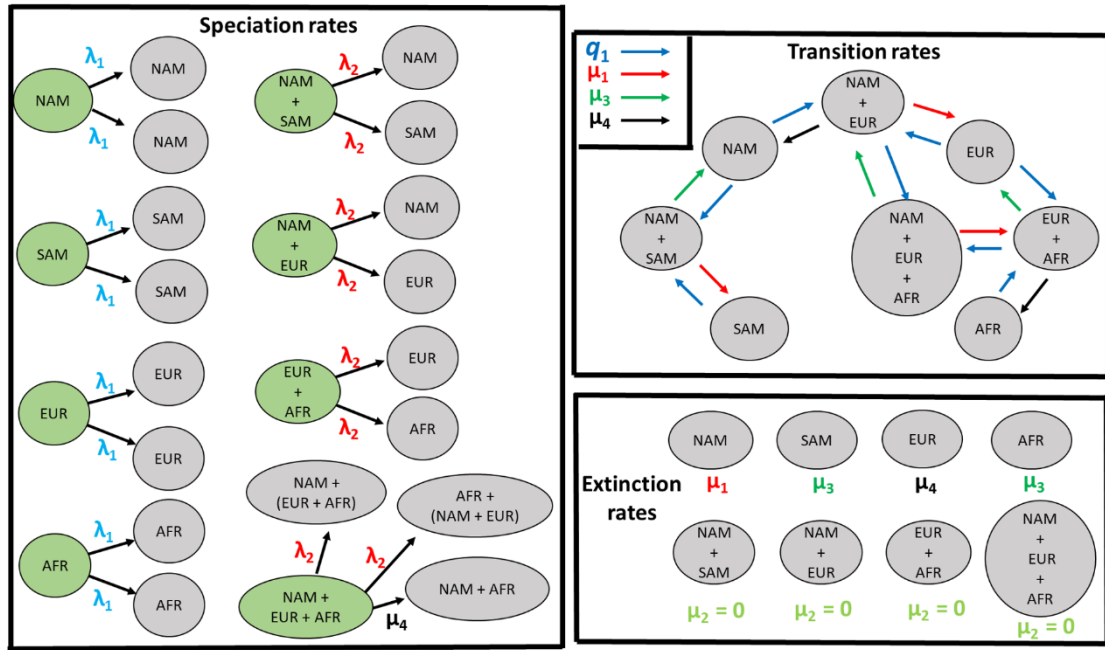 Speciation rates
λ1
NAM
NAM
λ1
NAM
λ1
SAM
SAM
λ1
SAM
λ1
EUR
EUR
λ1
EUR
λ1
AFR
AFR
λ1
AFR
λ2
NAM
NAM
+
SAM
λ2
SAM
λ2
NAM
NAM
+
EUR
λ2
EUR
λ2
EUR
EUR
+
AFR
λ2
AFR
NAM +
(EUR + AFR)
AFR +
(NAM + EUR)
λ2
λ2
NAM + AFR
NAM +
EUR + AFR
μ4
q1
μ1
μ3
μ4
Transition rates
NAM
+
EUR
NAM
EUR
NAM
+
SAM
NAM
+
EUR
+
AFR
EUR
+
AFR
SAM
AFR
Extinction
rates
NAM
SAM
EUR
AFR
μ1
μ3
μ4
μ3
NAM
+
SAM
NAM
+
EUR
EUR
+
AFR
NAM
+
EUR
+
AFR
μ2 = 0
μ2 = 0
μ2 = 0
μ2 = 0